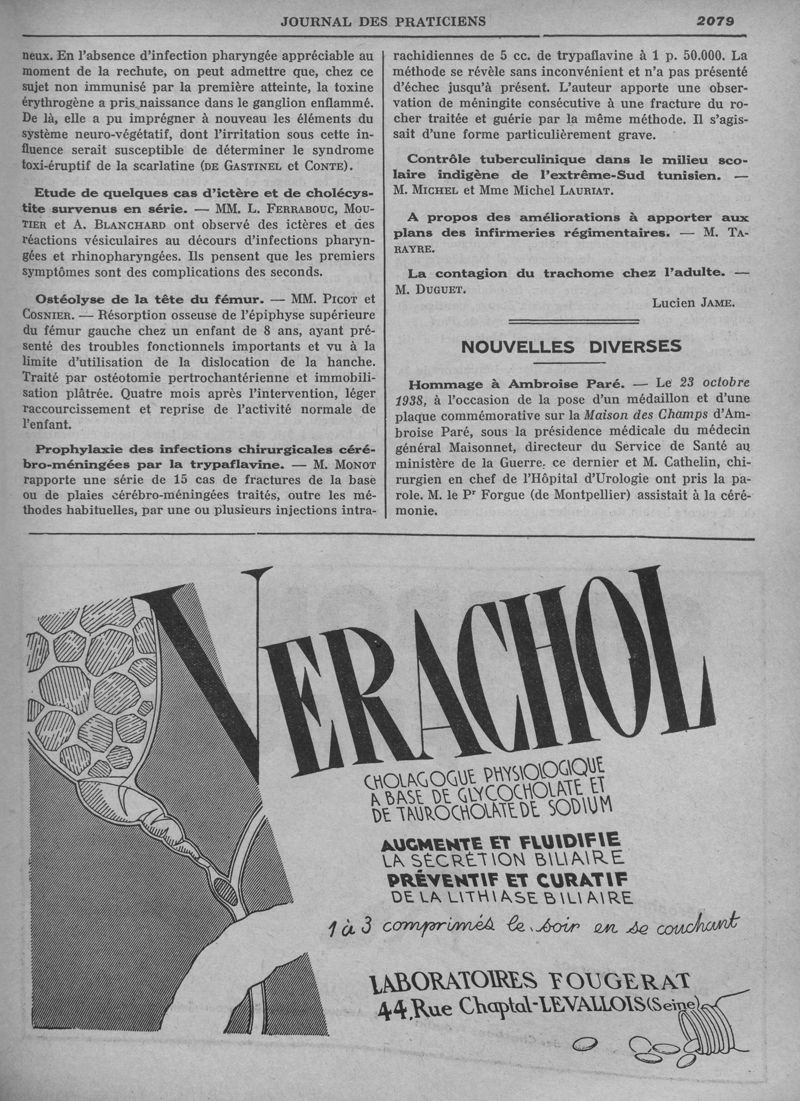 JOURNAL DES PRATICIENS 2079
neux. En l'absence d'infection pharyngée appréciable au
moment de la rechute, on peut admettre que, chez ce
sujet non immunisé par la première atteinte, la toxine
érythrogène a pris naissance dans le ganglion enflammé.
De là, elle a pu imprégner à nouveau les éléments du
système neuro-végétatif, dont l'irritation sous cette in-
fluence serait susceptible de déterminer le syndrome
toxi-éruptif de la scarlatine (DE GASTINEL et CONTE).
Etude de quelques cas d'ictère et de cholécys-
tite survenus en série. — MM. L. FERRABOUC, MOU-
TIER et A. BLANCHARD ont observé des ictères et des
réactions vésiculaires au décours d'infections pharyn-
gées et rhinopharyngées. Ils pensent que les premiers
symptômes sont des complications des seconds.
Ostéolyse de la tête du fémur. — MM. PICOT et
COSNIER. — Résorption osseuse de l'épiphyse supérieure
du fémur gauche chez un enfant de 8 ans, ayant pré-
senté des troubles fonctionnels importants et vu à la
limite d'utilisation de la dislocation de la hanche.
Traité par ostéotomie pertrochantérienne et immobili-
sation plâtrée. Quatre mois après l'intervention, léger
raccourcissement et reprise de l'activité normale de
l'enfant.
Prophylaxie des infections chirurgicales céré-
bro-méningées par la trypaflavine. — M. MONOT
rapporte une série de 15 cas de fractures de la base
ou de plaies cérébro-méningées traités, outre les mé-
thodes habituelles, par une ou plusieurs injections intra-
rachidiennes de 5 cc. de trypaflavine à 1 p. 50.000. La
méthode se révèle sans inconvénient et n'a pas présenté
d'échec jusqu'à présent. L'auteur apporte une obser-
vation de méningite consécutive à une fracture du ro-
cher traitée et guérie par la même méthode. Il s'agis-
sait d'une forme particulièrement grave.
Contrôle tuberculinique dans le milieu sco-
laire indigène de l'extrême-Sud tunisien. —
M. MICHEL et Mme Michel LAURIAT.
A propos des améliorations à apporter aux
plans des infirmeries régimentaires. — M. TA-
RAYRE.
La contagion du trachome chez l'adulte. —
M. DUGUET.
Lucien JAME.
NOUVELLES DIVERSES
Hommage à Ambroise Paré. — Le 23 octobre
1938, à l'occasion de la pose d'un médaillon et d'une
plaque commémorative sur la Maison des Champs d'Am-
broise Paré, sous la présidence médicale du médecin
général Maisonnet, directeur du Service de Santé au
ministère de la Guerre, ce dernier et M. Cathelin, chi-
rurgien en chef de l'Hôpital d'Urologie ont pris la pa-
role. M. le Pr Forgue (de Montpellier) assistait à la céré-
monie.
VERACHOL
CHOLAGOGUE PHYSIOLOGIQUE
A BASE DE GLYCOCHOLATE ET
DE TAUROCHOLATE DE SODIUM
AUGMENTE ET FLUIDIFIE
LA SÉCRÉTION BILIAIRE
PRÉVENTIF ET CURATIF
DE LA LITHIASE BILIAIRE
1 à 3 comprimés le soir en se couchant
LABORATOIRES FOUGERAT
44, Rue Chaptal-LEVALLOIS (Seine)